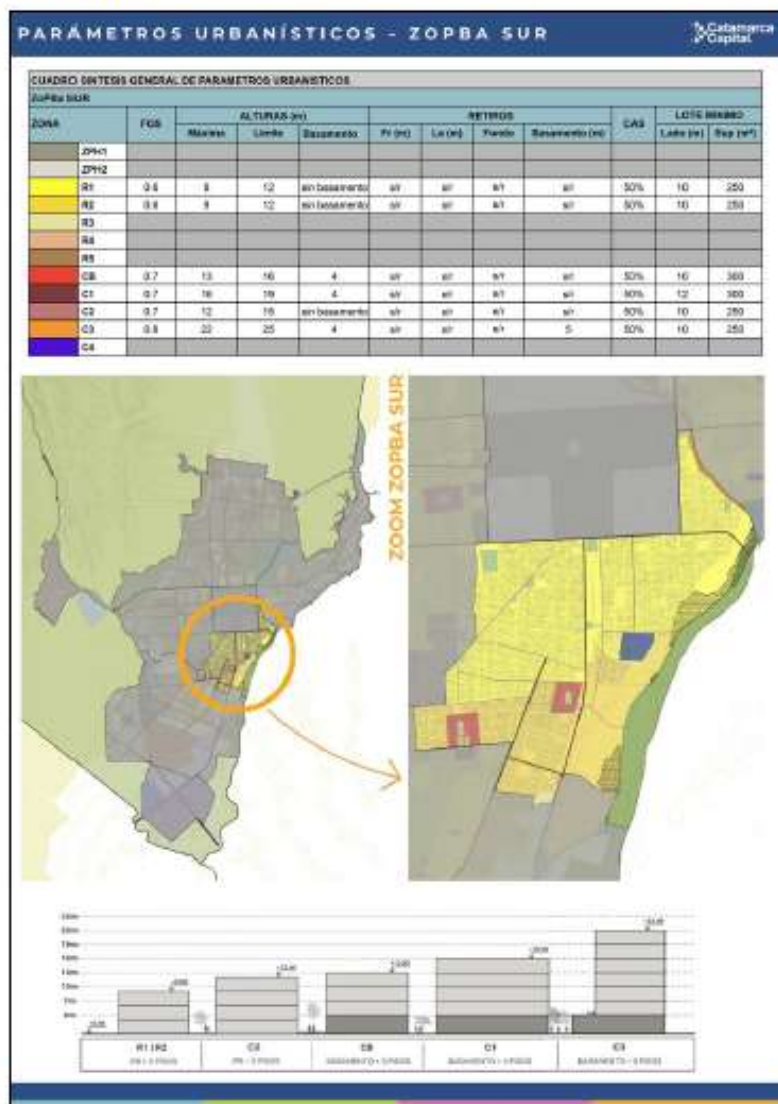 PARÁMETROS URBANÍSTICOS - ZOPBA SUR
Catamarca
Capital
CUADRO SINTESIS GENERAL DE PARAMETROS URBANISTICOS
ZoPBa SUR
ZONA FOS ALTURAS (m) RETIROS CAS LOTE MINIMO
Máxima Límite Basamento Fr (m) La (m) Fondo Basamento (m) Lado (m) Sup (m²)
ZPH1
ZPH2
R1 0.6 9 12 sin basamento s/r s/r s/r s/r 50% 10 250
R2 0.6 9 12 sin basamento s/r s/r s/r s/r 50% 10 250
R3
R4
R5
CB 0.7 13 16 4 s/r s/r s/r s/r 50% 10 300
C1 0.7 16 19 4 s/r s/r s/r s/r 50% 12 300
C2 0.7 12 15 sin basamento s/r s/r s/r s/r 50% 10 250
C3 0.8 22 25 4 s/r s/r s/r 5 50% 10 250
C4
ZOOM ZOPBA SUR
R1 | R2 C2 CB C1 C3